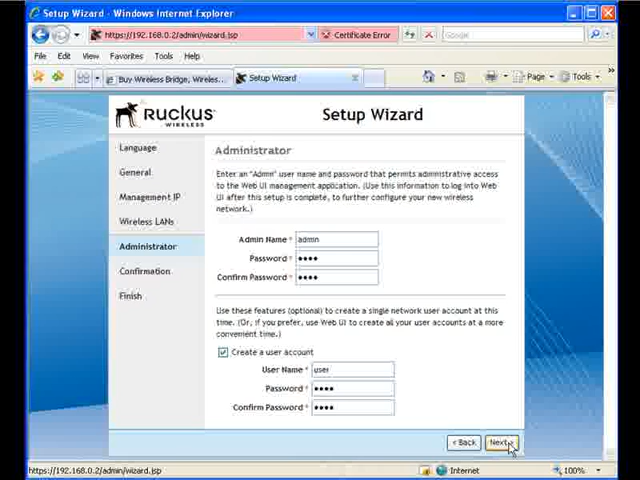 Setup Wizard - Windows Internet Explorer
https://192.168.0.2/admin/wizard.jsp
Certificate Error
Google
File Edit View Favorites Tools Help
Buy Wireless Bridge, Wireles...
Setup Wizard
Page
Tools
RUCKUS
WIRELESS
Setup Wizard
Language
General
Management IP
Wireless LANs
Administrator
Confirmation
Finish
Administrator
Enter an "Admin" user name and password that permits administrative access
to the Web UI management application. (Use this information to log into Web
UI after this setup is complete, to further configure your new wireless
network.)
Admin Name * admin
Password * ••••
Confirm Password * ••••
Use these features (optional) to create a single network user account at this
time. (Or, if you prefer, use Web UI to create all your user accounts at a more
convenient time.)
Create a user account
User Name * user
Password * ••••
Confirm Password * ••••
< Back
Next >
https://192.168.0.2/admin/wizard.jsp
Internet
100%